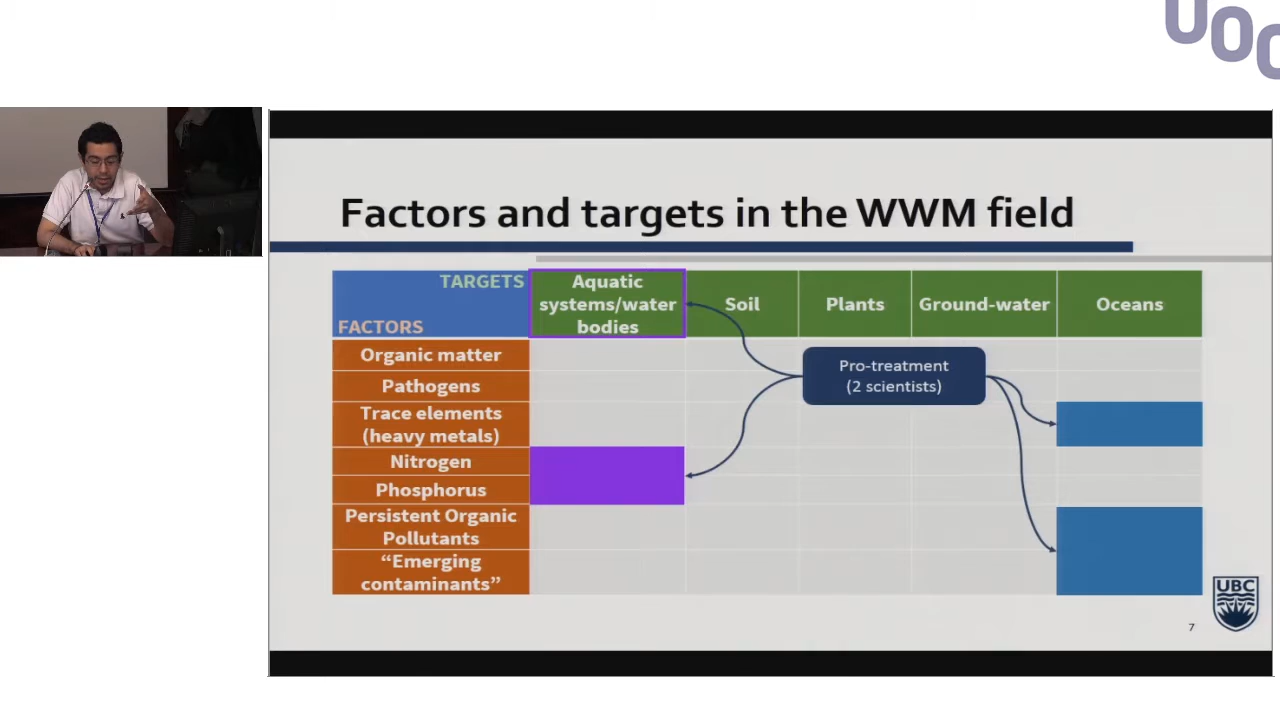 UOC
Factors and targets in the WWM field
TARGETS
FACTORS
Aquatic
systems/water
bodies
Soil
Plants
Ground-water
Oceans
Organic matter
Pathogens
Trace elements
(heavy metals)
Nitrogen
Phosphorus
Persistent Organic
Pollutants
“Emerging
contaminants”
Pro-treatment
(2 scientists)
UBC
7